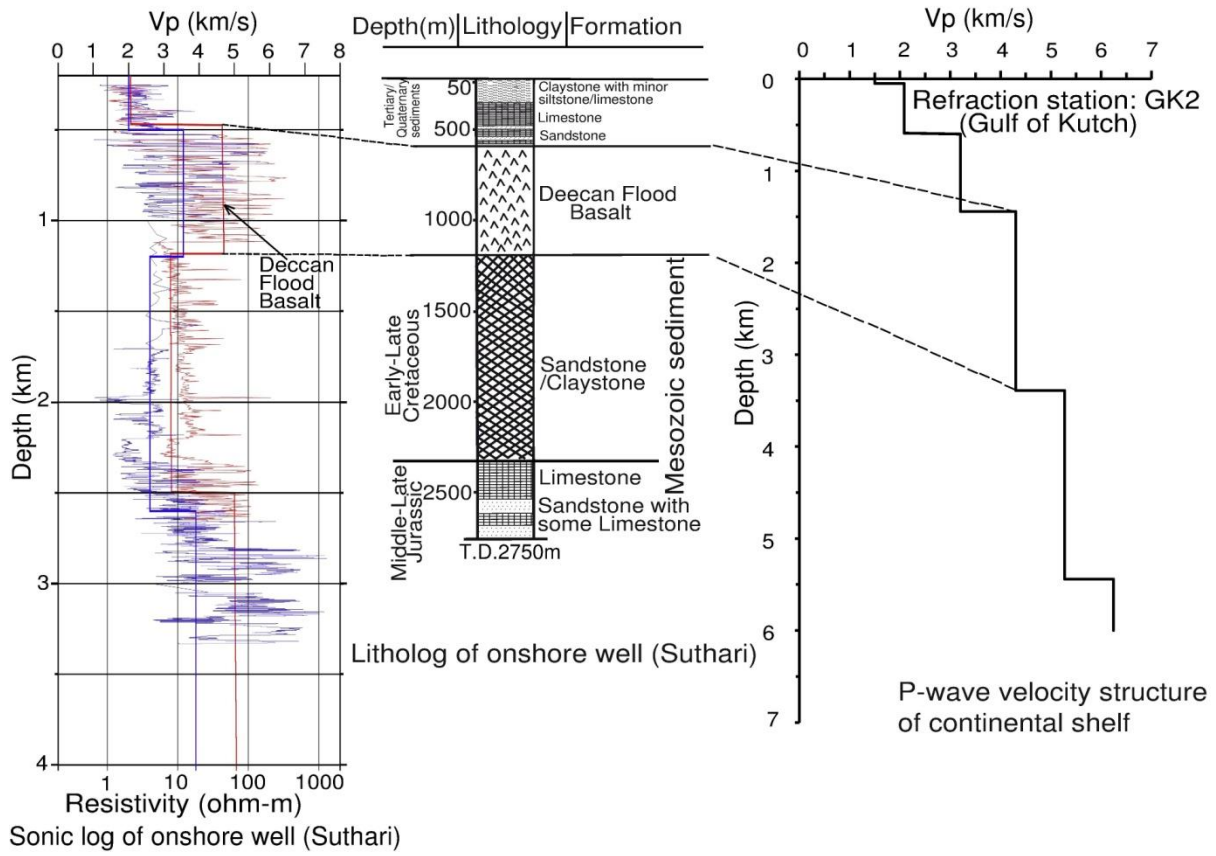 Vp (km/s)
0 1 2 3 4 5 6 7 8
Depth (km)
1
2
3
4
Deccan
Flood
Basalt
1 10 100 1000
Resistivity (ohm-m)
Sonic log of onshore well (Suthari)
Depth(m) Lithology Formation
Tertiary/
Quaternary
sediments
50
500
1000
1500
2000
2500
Claystone with minor
siltstone/limestone
Limestone
Sandstone
Deecan Flood
Basalt
Early-Late
Cretaceous
Sandstone
/Claystone
Mesozoic sediment
Middle-Late
Jurassic
Limestone
Sandstone with
some Limestone
T.D.2750m
Litholog of onshore well (Suthari)
Vp (km/s)
0 1 2 3 4 5 6 7
Depth (km)
0
1
2
3
4
5
6
7
Refraction station: GK2
(Gulf of Kutch)
P-wave velocity structure
of continental shelf